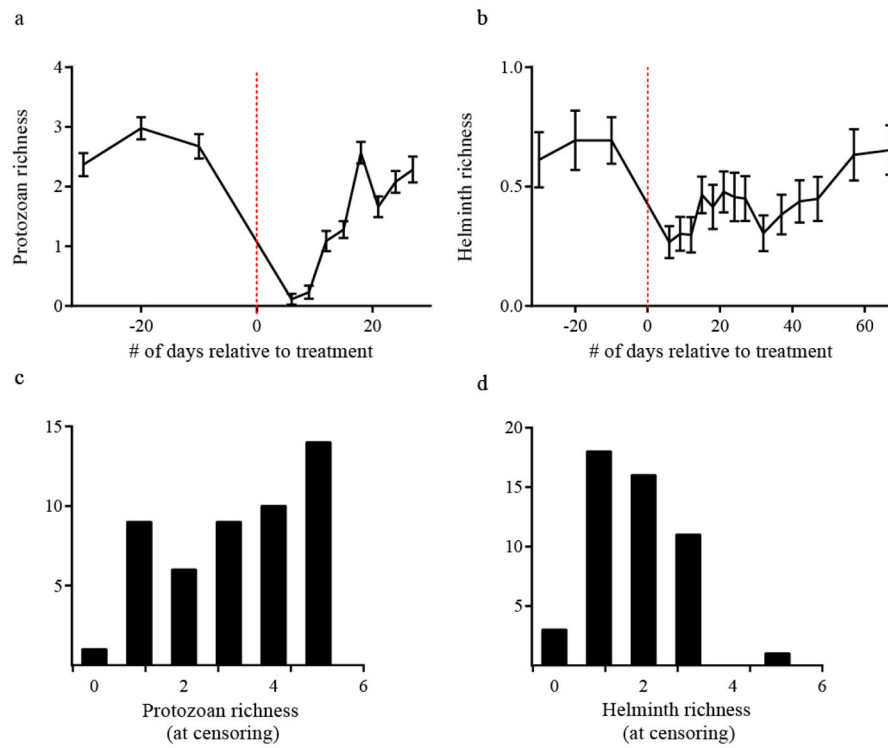 a
b
4
3
2
1
0
Protozoan richness
-20
0
20
# of days relative to treatment
1.0
0.5
0.0
Helminth richness
-20
0
20
40
60
# of days relative to treatment
c
d
15
10
5
0
2
4
6
Protozoan richness
(at censoring)
20
15
10
5
0
2
4
6
Helminth richness
(at censoring)